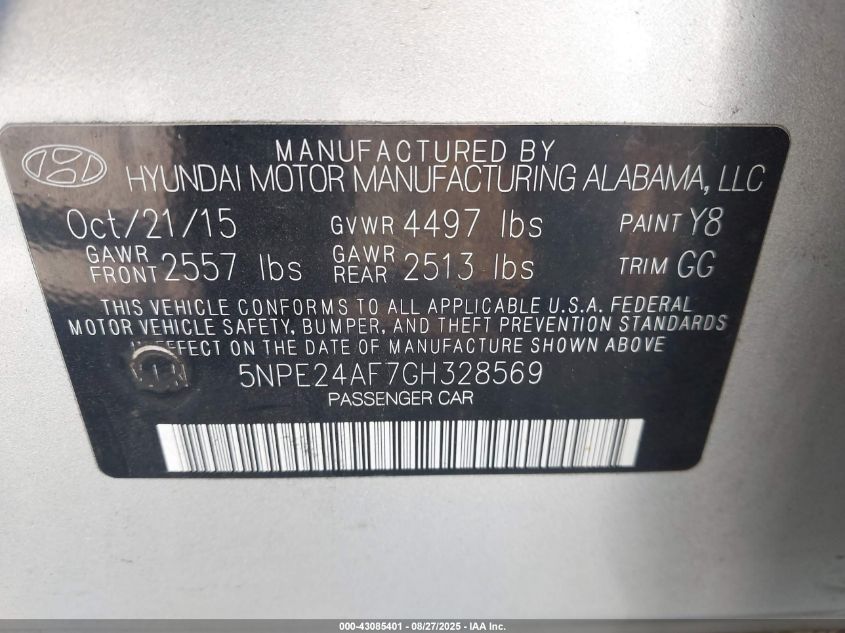 MANUFACTURED BY
HYUNDAI MOTOR MANUFACTURING ALABAMA, LLC
Oct/21/15 GVWR 4497 lbs PAINT Y8
GAWR FRONT 2557 lbs GAWR REAR 2513 lbs TRIM GG
THIS VEHICLE CONFORMS TO ALL APPLICABLE U.S.A. FEDERAL
MOTOR VEHICLE SAFETY, BUMPER, AND THEFT PREVENTION STANDARDS
IN EFFECT ON THE DATE OF MANUFACTURE SHOWN ABOVE
5NPE24AF7GH328569
PASSENGER CAR
000-43085401 - 08/27/2025 - IAA Inc.